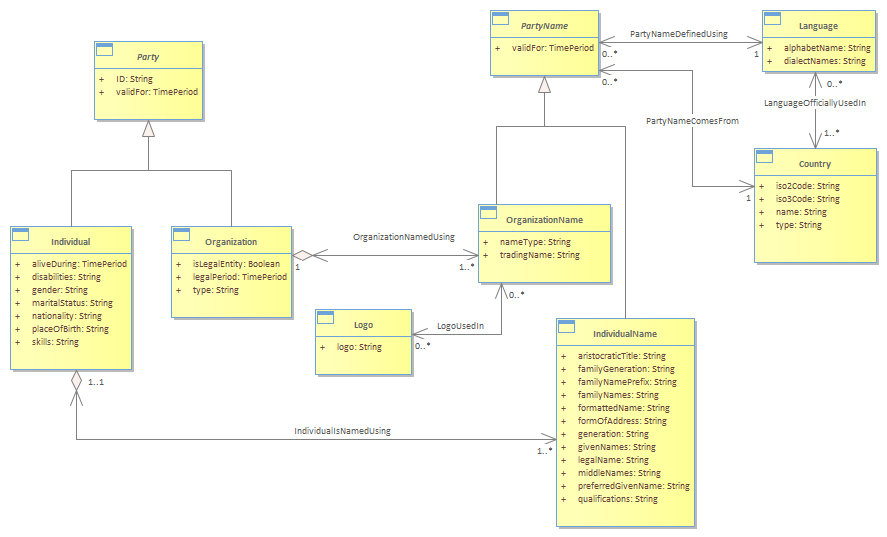 Party
+ ID: String
+ validFor: TimePeriod
PartyName
+ validFor: TimePeriod
PartyNameDefinedUsing
0..*
1
Language
+ alphabetName: String
+ dialectNames: String
0..*
LanguageOfficiallyUsedIn
1..*
0..*
PartyNameComesFrom
1
Country
+ iso2Code: String
+ iso3Code: String
+ name: String
+ type: String
Individual
+ aliveDuring: TimePeriod
+ disabilities: String
+ gender: String
+ maritalStatus: String
+ nationality: String
+ placeOfBirth: String
+ skills: String
1..1
Organization
+ isLegalEntity: Boolean
+ legalPeriod: TimePeriod
+ type: String
OrganizationNamedUsing
1
1..*
OrganizationName
+ nameType: String
+ tradingName: String
0..*
LogoUsedIn
0..*
Logo
+ logo: String
IndividualName
+ aristocraticTitle: String
+ familyGeneration: String
+ familyNamePrefix: String
+ familyNames: String
+ formattedName: String
+ formOfAddress: String
+ generation: String
+ givenNames: String
+ legalName: String
+ middleNames: String
+ preferredGivenName: String
+ qualifications: String
IndividualIsNamedUsing
1..*